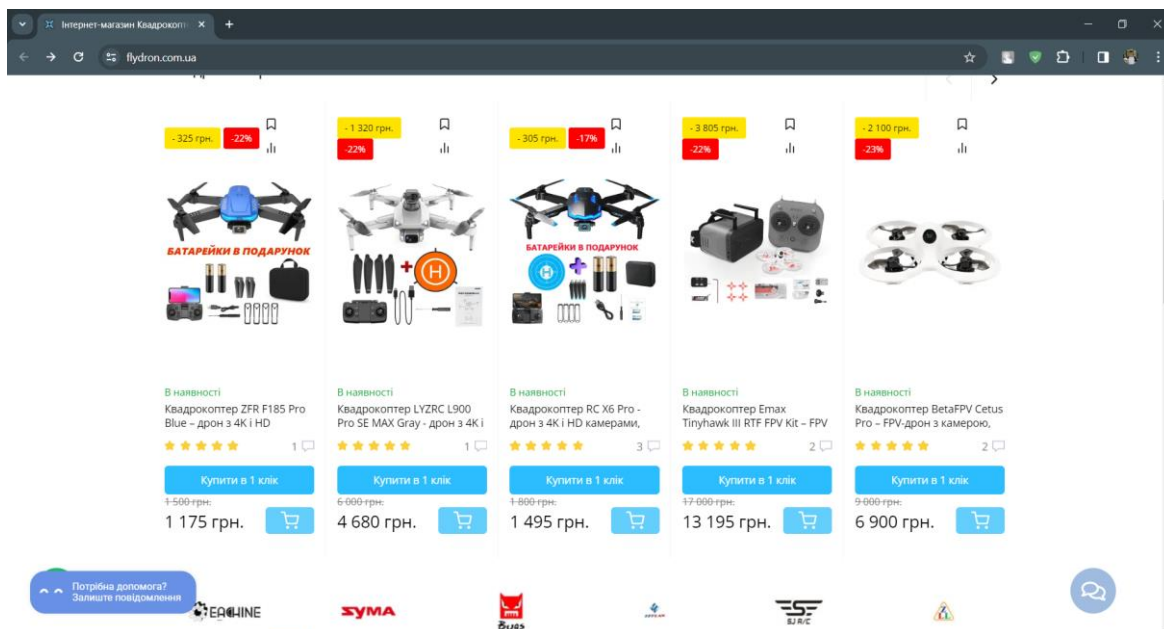 Інтернет-магазин Квадрокопт
flydron.com.ua
- 325 грн. -22%
- 1 320 грн.
-22%
- 305 грн. -17%
- 3 805 грн.
-22%
- 2 100 грн.
-23%
БАТАРЕЙКИ В ПОДАРУНОК
H
БАТАРЕЙКИ В ПОДАРУНОК
H
В наявності
Квадрокоптер ZFR F185 Pro
Blue – дрон з 4K і HD
1
Купити в 1 клік
1 500 грн.
1 175 грн.
В наявності
Квадрокоптер LYZRC L900
Pro SE MAX Gray - дрон з 4K і
1
Купити в 1 клік
6 000 грн.
4 680 грн.
В наявності
Квадрокоптер RC X6 Pro -
дрон з 4K і HD камерами,
3
Купити в 1 клік
1 800 грн.
1 495 грн.
В наявності
Квадрокоптер Emax
Tinyhawk III RTF FPV Kit – FPV
2
Купити в 1 клік
17 000 грн.
13 195 грн.
В наявності
Квадрокоптер BetaFPV Cetus
Pro – FPV-дрон з камерою,
2
Купити в 1 клік
9 000 грн.
6 900 грн.
Потрібна допомога?
Залиште повідомлення
EACHINE
SYMA
BUGS
SJ R/C